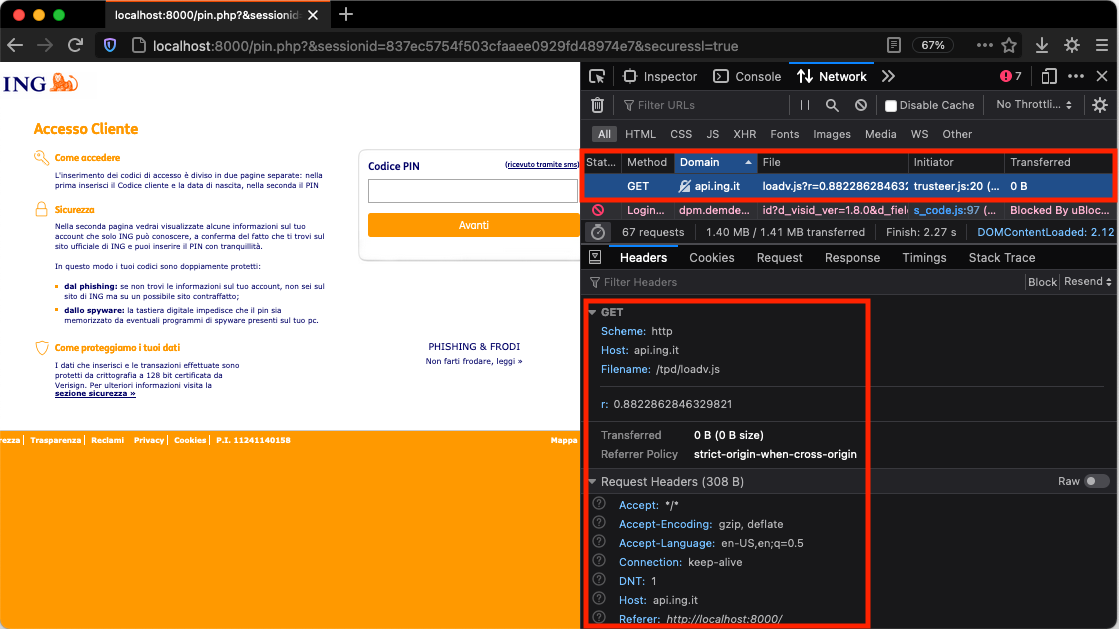 localhost:8000/pin.php?&sessionid
localhost:8000/pin.php?&sessionid=837ec5754f503cfaaee0929fd48974e7&securessl=true
67%
ING
Accesso Cliente
Come accedere
L'inserimento dei codici di accesso è diviso in due pagine separate: nella
prima inserisci il Codice cliente e la data di nascita, nella seconda il PIN
Sicurezza
Nella seconda pagina vedrai visualizzate alcune informazioni sul tuo
account che solo ING può conoscere, a conferma del fatto che ti trovi sul
sito ufficiale di ING e puoi inserire il PIN con tranquillità.
In questo modo i tuoi codici sono doppiamente protetti:
dal phishing: se non trovi le informazioni sul tuo account, non sei sul
sito di ING ma su un possibile sito contraffatto;
dallo spyware: la tastiera digitale impedisce che il pin sia
memorizzato da eventuali programmi di spyware presenti sul tuo pc.
Come proteggiamo i tuoi dati
I dati che inserisci e le transazioni effettuate sono
protetti da crittografia a 128 bit certificata da
Verisign. Per ulteriori informazioni visita la
sezione sicurezza »
Codice PIN (ricevuto tramite sms)
Avanti
PHISHING & FRODI
Non farti frodare, leggi »
rezza | Trasparenza | Reclami | Privacy | Cookies | P.I. 11241140158 Mappa
Inspector Console Network 7
Filter URLs Disable Cache No Throttli...
All HTML CSS JS XHR Fonts Images Media WS Other
Stat... Method Domain File Initiator Transferred
GET api.ing.it loadv.js?r=0.88228628463 trusteer.js:20 (... 0 B
Login... dpm.demde... id?d_visid_ver=1.8.0&d_fiel s_code.js:97 (... Blocked By uBloc...
67 requests 1.40 MB / 1.41 MB transferred Finish: 2.27 s DOMContentLoaded: 2.12
Headers Cookies Request Response Timings Stack Trace
Filter Headers Block Resend
GET
Scheme: http
Host: api.ing.it
Filename: /tpd/loadv.js
r: 0.8822862846329821
Transferred 0 B (0 B size)
Referrer Policy strict-origin-when-cross-origin
Request Headers (308 B) Raw
Accept: */*
Accept-Encoding: gzip, deflate
Accept-Language: en-US,en;q=0.5
Connection: keep-alive
DNT: 1
Host: api.ing.it
Referer: http://localhost:8000/